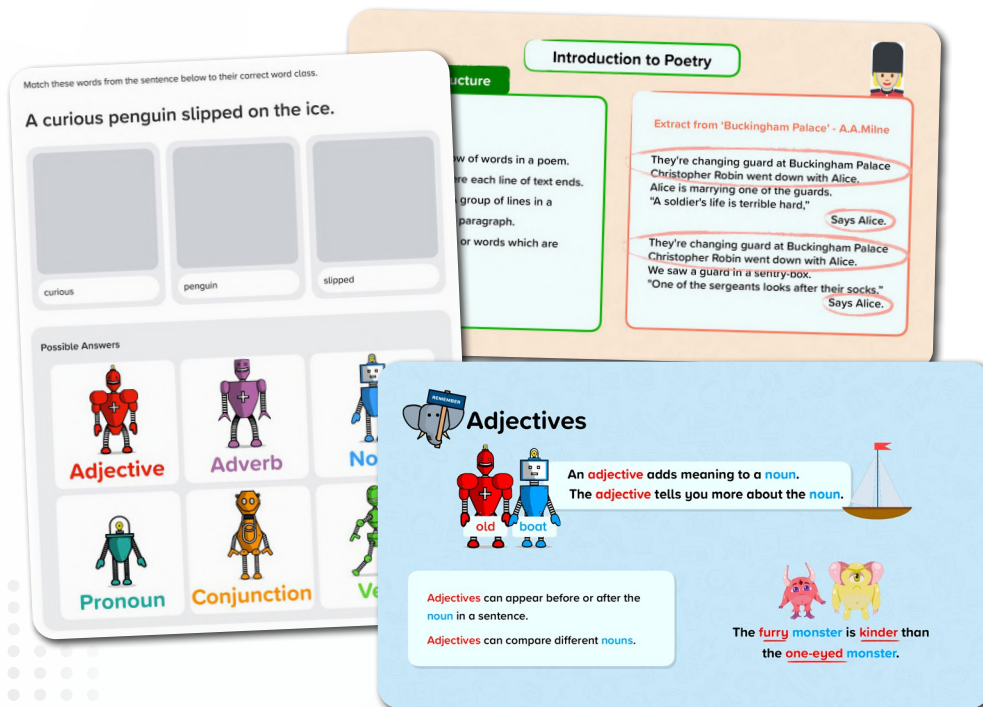 Match these words from the sentence below to their correct word class.
A curious penguin slipped on the ice.
curious
penguin
slipped
Possible Answers
Adjective
Adverb
No
Pronoun
Conjunction
Ve
Introduction to Poetry
ucture
ow of words in a poem.
ere each line of text ends.
group of lines in a
paragraph.
or words which are
Extract from 'Buckingham Palace' - A.A.Milne
They're changing guard at Buckingham Palace
Christopher Robin went down with Alice.
Alice is marrying one of the guards.
"A soldier's life is terrible hard,"
Says Alice.
They're changing guard at Buckingham Palace
Christopher Robin went down with Alice.
We saw a guard in a sentry-box.
"One of the sergeants looks after their socks,"
Says Alice.
REMEMBER
Adjectives
old
boat
An adjective adds meaning to a noun.
The adjective tells you more about the noun.
Adjectives can appear before or after the
noun in a sentence.
Adjectives can compare different nouns.
The furry monster is kinder than
the one-eyed monster.